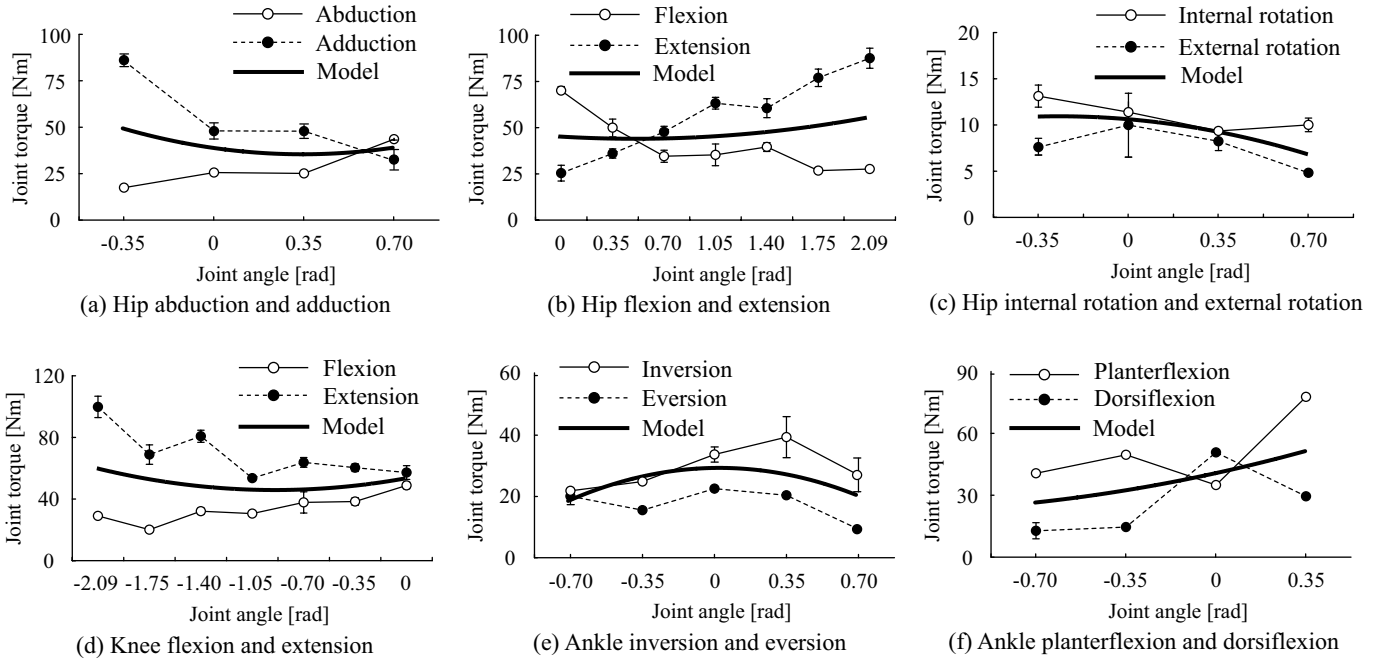 Abduction
Adduction
Model
Joint torque [Nm]
100
75
50
25
0
-0.35 0 0.35 0.70
Joint angle [rad]
(a) Hip abduction and adduction
Flexion
Extension
Model
Joint torque [Nm]
100
75
50
25
0
0 0.35 0.70 1.05 1.40 1.75 2.09
Joint angle [rad]
(b) Hip flexion and extension
Internal rotation
External rotation
Model
Joint torque [Nm]
20
15
10
5
0
-0.35 0 0.35 0.70
Joint angle [rad]
(c) Hip internal rotation and external rotation
Flexion
Extension
Model
Joint torque [Nm]
120
80
40
0
-2.09 -1.75 -1.40 -1.05 -0.70 -0.35 0
Joint angle [rad]
(d) Knee flexion and extension
Inversion
Eversion
Model
Joint torque [Nm]
60
40
20
0
-0.70 -0.35 0 0.35 0.70
Joint angle [rad]
(e) Ankle inversion and eversion
Planterflexion
Dorsiflexion
Model
Joint torque [Nm]
90
60
30
0
-0.70 -0.35 0 0.35
Joint angle [rad]
(f) Ankle planterflexion and dorsiflexion